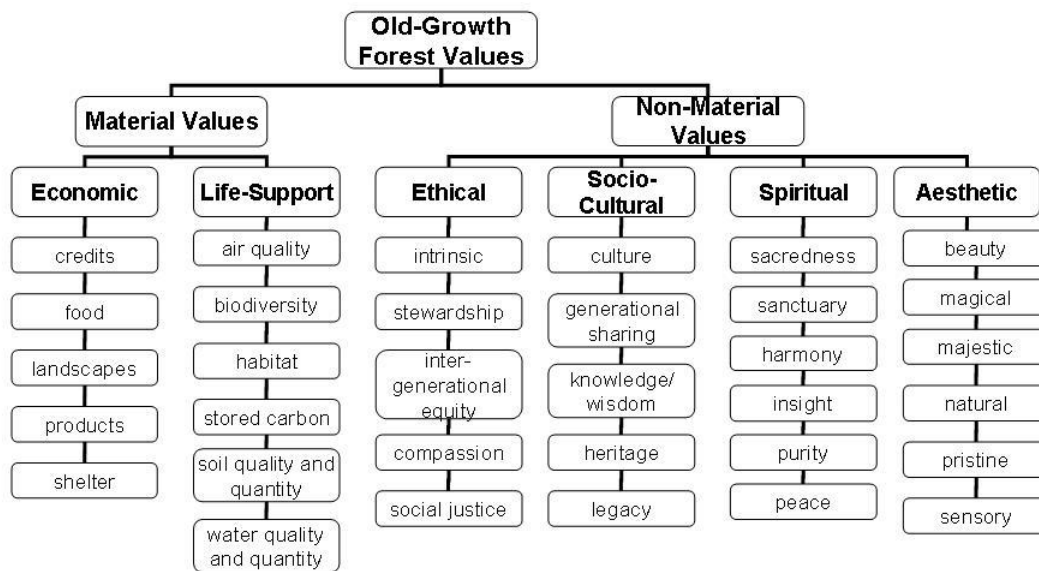 Old-Growth
Forest Values
Material Values
Non-Material
Values
Economic
credits
food
landscapes
products
shelter
Life-Support
air quality
biodiversity
habitat
stored carbon
soil quality and
quantity
water quality
and quantity
Ethical
intrinsic
stewardship
inter-
generational
equity
compassion
social justice
Socio-
Cultural
culture
generational
sharing
knowledge/
wisdom
heritage
legacy
Spiritual
sacredness
sanctuary
harmony
insight
purity
peace
Aesthetic
beauty
magical
majestic
natural
pristine
sensory